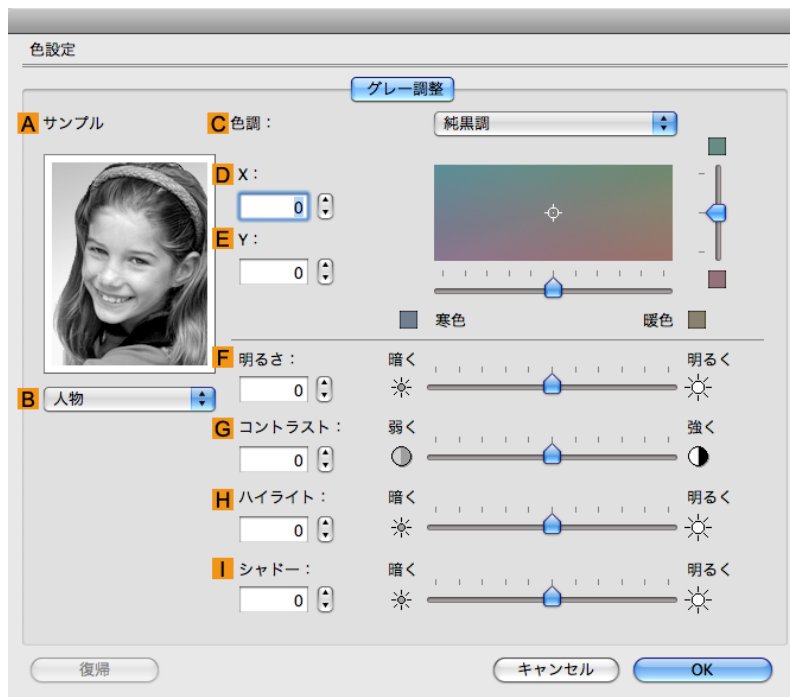 色設定
グレー調整
A サンプル
C 色調： 純黒調
D X：
0
E Y：
0
寒色 暖色
F 明るさ： 暗く 明るく
0
B 人物
G コントラスト： 弱く 強く
0
H ハイライト： 暗く 明るく
0
I シャドー： 暗く 明るく
0
復帰 キャンセル OK